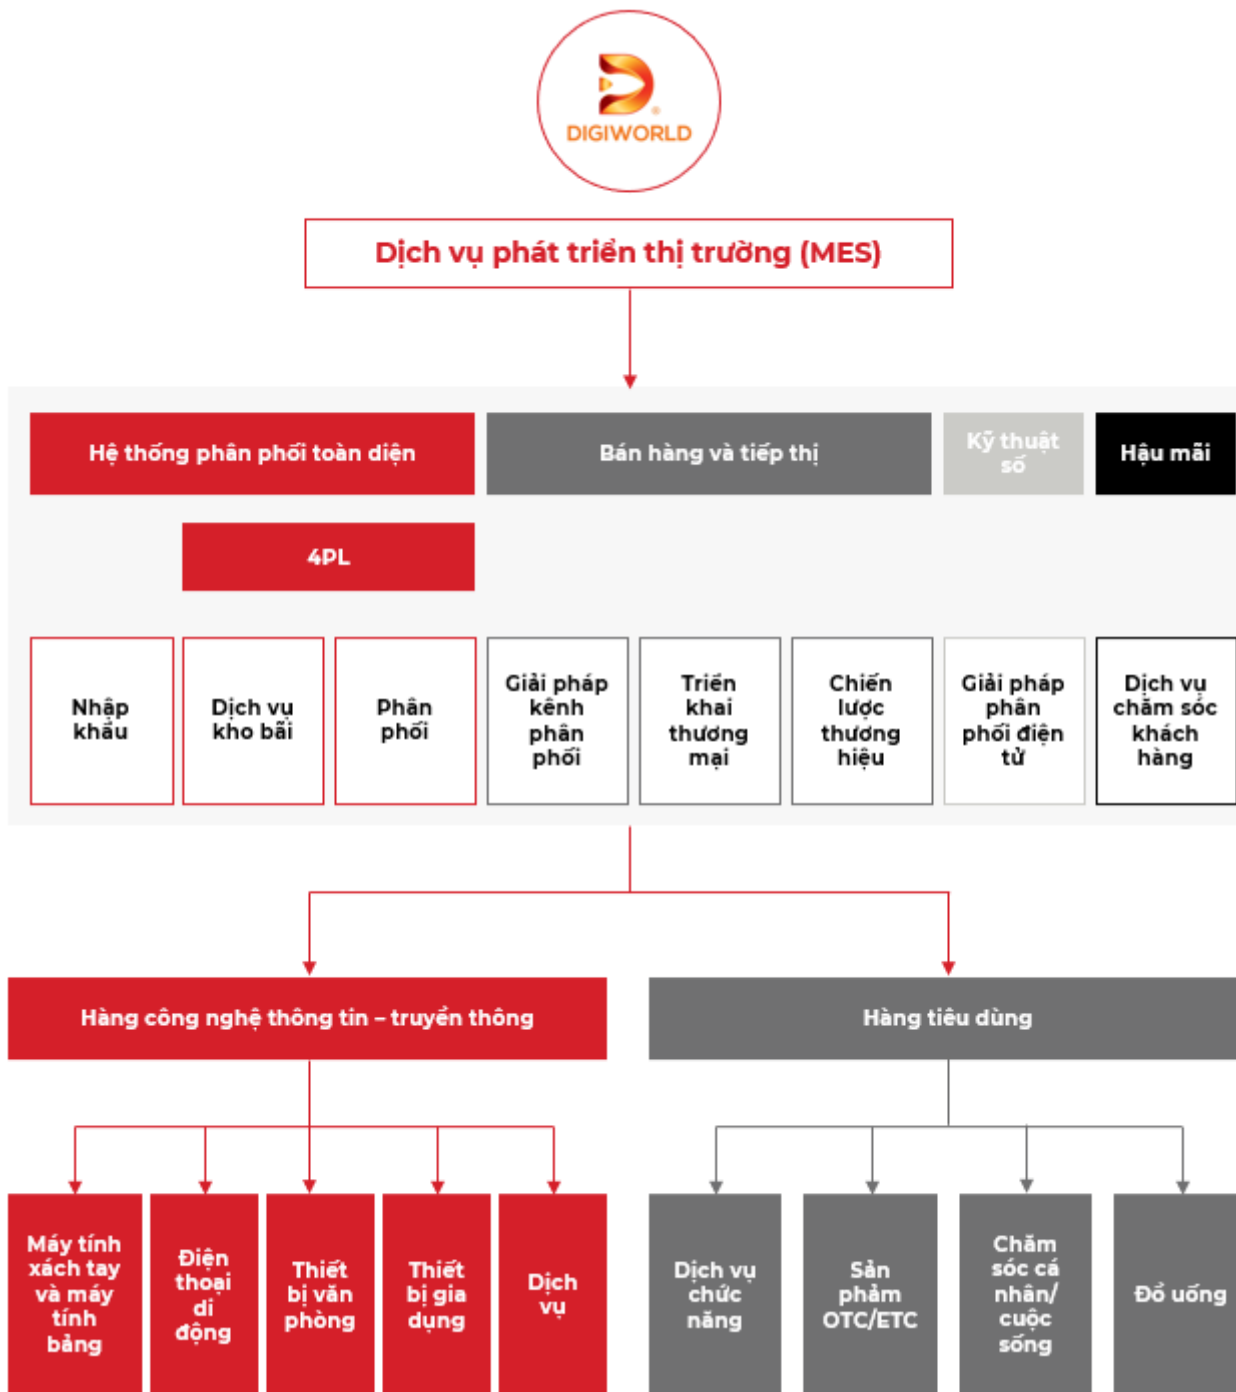 DIGIWORLD
Dịch vụ phát triển thị trường (MES)
Hệ thống phân phối toàn diện
Bán hàng và tiếp thị
Kỹ thuật
số
Hậu mãi
4PL
Nhập
khẩu
Dịch vụ
kho bãi
Phân
phối
Giải pháp
kênh
phân
phối
Triển
khai
thương
mại
Chiến
lược
thương
hiệu
Giải pháp
phân
phối điện
tử
Dịch vụ
chăm sóc
khách
hàng
Hàng công nghệ thông tin – truyền thông
Hàng tiêu dùng
Máy tính
xách tay
và máy
tính
bảng
Điện
thoại
di
động
Thiết
bị văn
phòng
Thiết
bị gia
dụng
Dịch
vụ
Dịch vụ
chức
năng
Sản
phẩm
OTC/ETC
Chăm
sóc cá
nhân/
cuộc
sống
Đồ uống